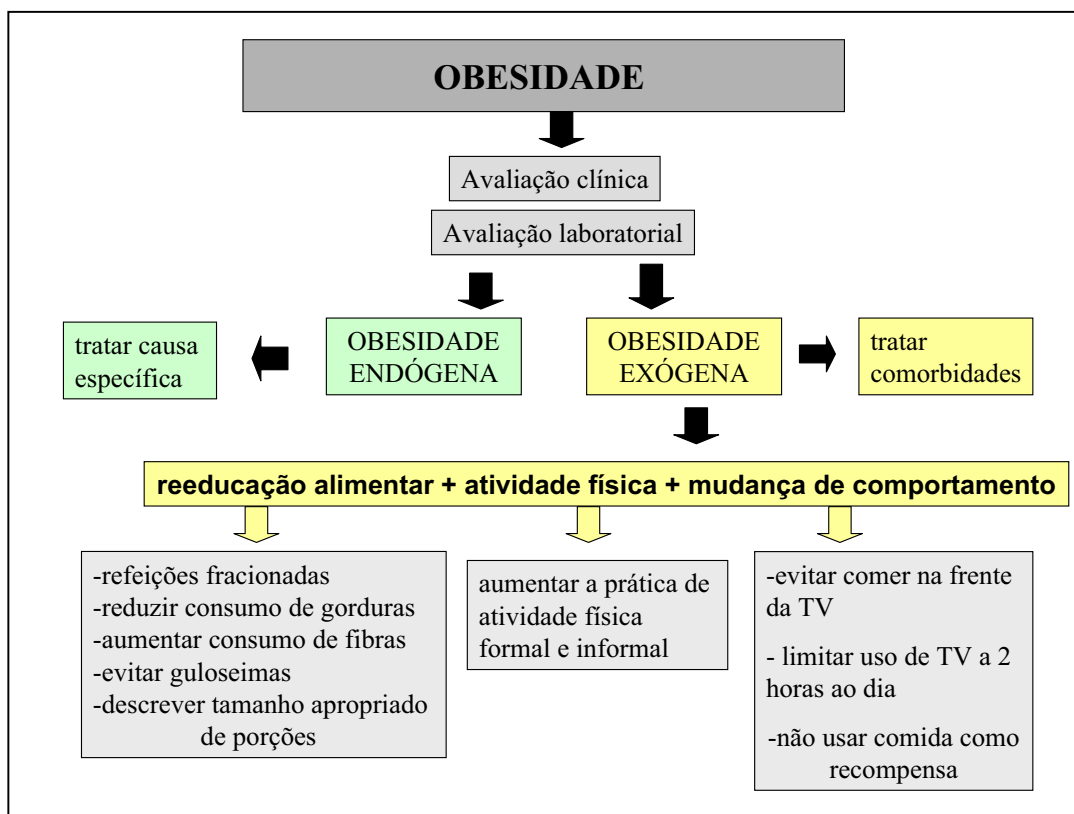 OBESIDADE
Avaliação clínica
Avaliação laboratorial
tratar causa
específica
OBESIDADE
ENDÓGENA
OBESIDADE
EXÓGENA
tratar
comorbidades
reeducação alimentar + atividade física + mudança de comportamento
-refeições fracionadas
-reduzir consumo de gorduras
-aumentar consumo de fibras
-evitar guloseimas
-descrever tamanho apropriado
de porções
aumentar a prática de
atividade física
formal e informal
-evitar comer na frente
da TV
- limitar uso de TV a 2
horas ao dia
-não usar comida como
recompensa